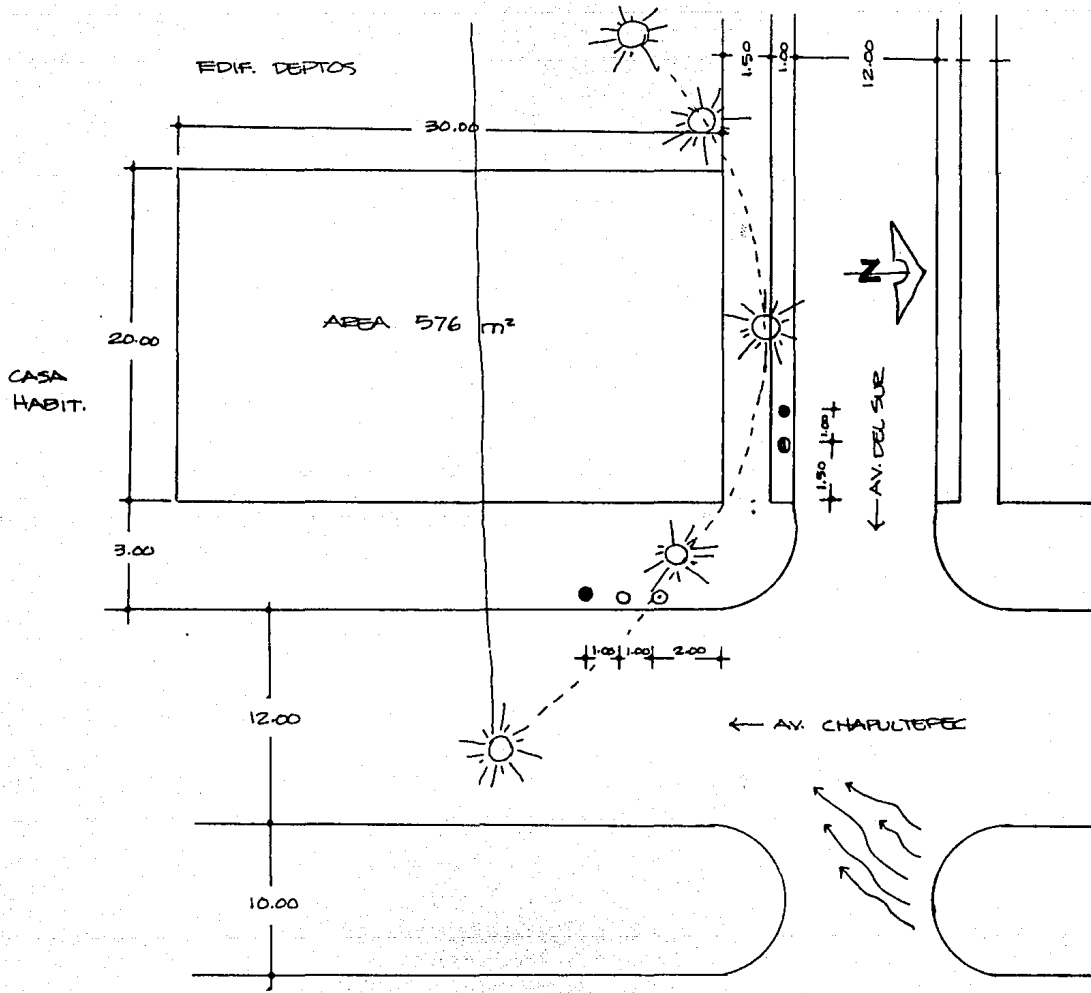 EDIF. DEPTOS
1.50
1.00
12.00
30.00
20.00
AREA 576 m²
N
CASA
HABIT.
← AV. DEL SUR
1.00
1.50
3.00
1.00
1.00
2.00
12.00
← AV. CHAPULTEPEC
10.00